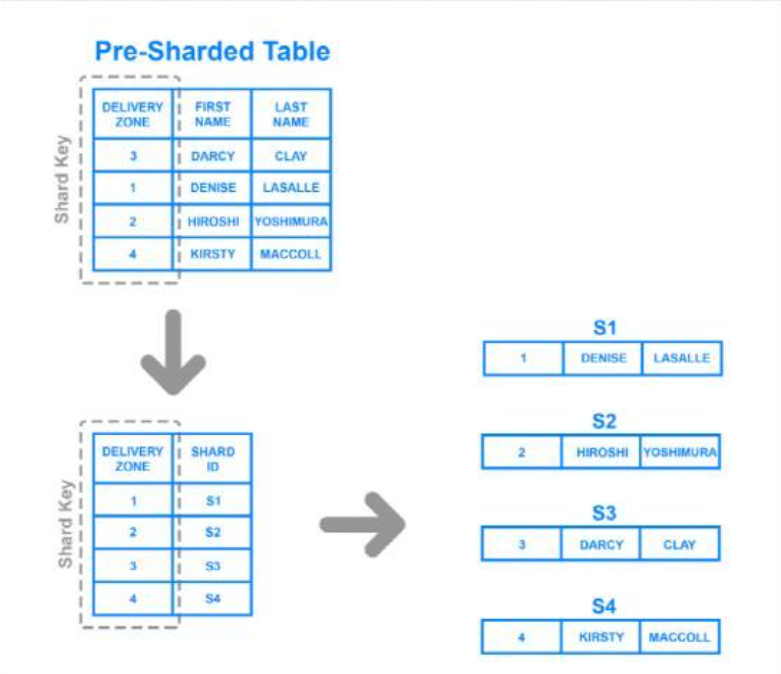 Pre-Sharded Table
Shard Key
DELIVERY ZONE FIRST NAME LAST NAME
3 DARCY CLAY
1 DENISE LASALLE
2 HIROSHI YOSHIMURA
4 KIRSTY MACCOLL
Shard Key
DELIVERY ZONE SHARD ID
1 S1
2 S2
3 S3
4 S4
S1
1 DENISE LASALLE
S2
2 HIROSHI YOSHIMURA
S3
3 DARCY CLAY
S4
4 KIRSTY MACCOLL